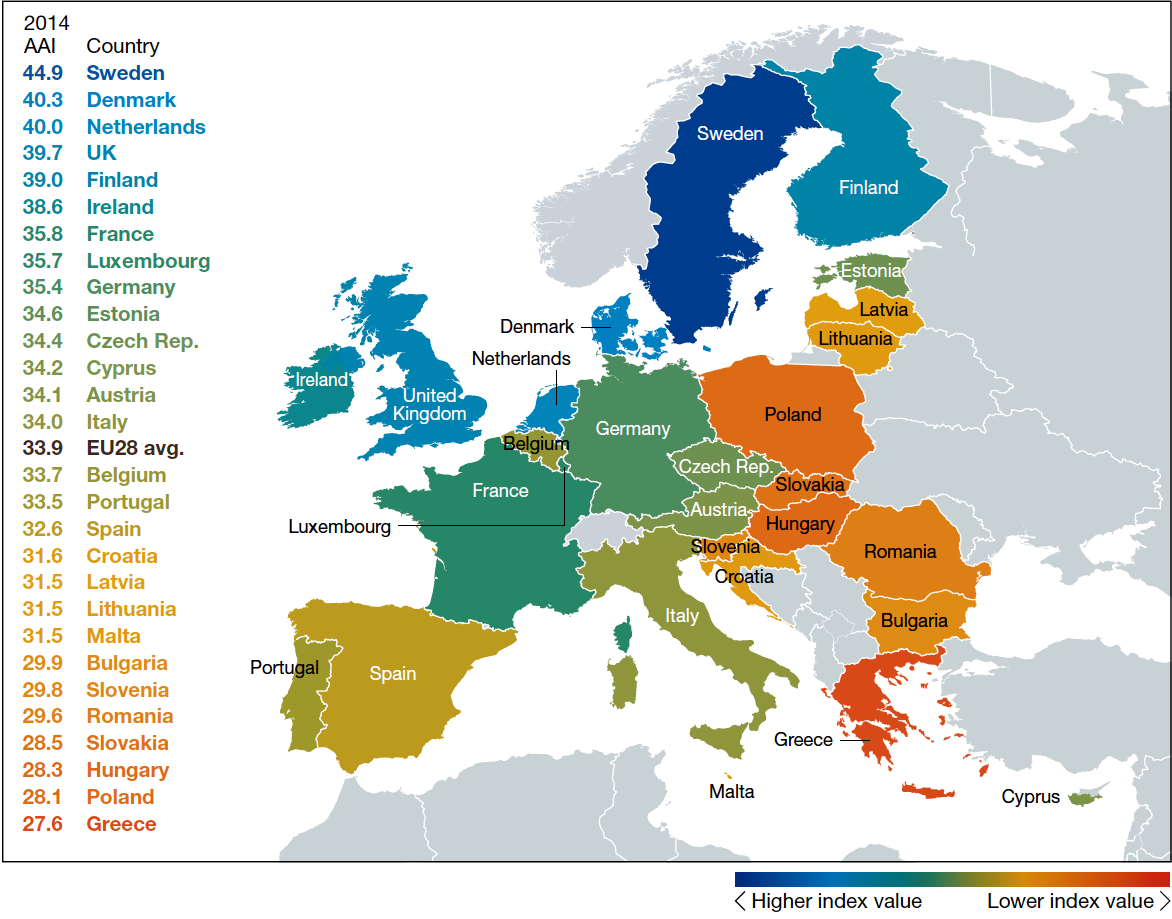 2014
AAI Country
44.9 Sweden
40.3 Denmark
40.0 Netherlands
39.7 UK
39.0 Finland
38.6 Ireland
35.8 France
35.7 Luxembourg
35.4 Germany
34.6 Estonia
34.4 Czech Rep.
34.2 Cyprus
34.1 Austria
34.0 Italy
33.9 EU28 avg.
33.7 Belgium
33.5 Portugal
32.6 Spain
31.6 Croatia
31.5 Latvia
31.5 Lithuania
31.5 Malta
29.9 Bulgaria
29.8 Slovenia
29.6 Romania
28.5 Slovakia
28.3 Hungary
28.1 Poland
27.6 Greece
Sweden
Finland
Estonia
Latvia
Denmark
Lithuania
Netherlands
Ireland
United
Kingdom
Poland
Germany
Belgium
Czech Rep.
Slovakia
France
Austria
Luxembourg
Hungary
Slovenia
Romania
Croatia
Italy
Bulgaria
Portugal
Spain
Greece
Malta
Cyprus
< Higher index value
Lower index value >